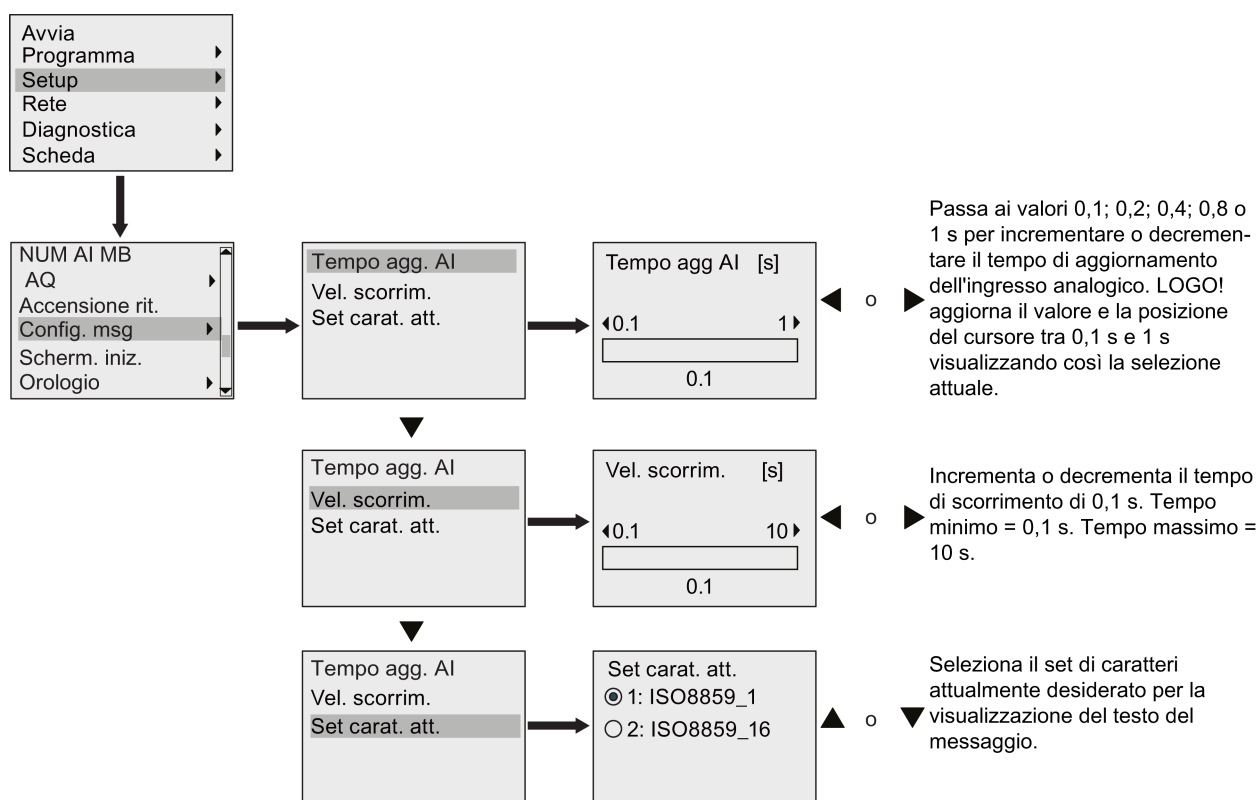 Avvia
Programma
Setup
Rete
Diagnostica
Scheda
NUM AI MB
AQ
Accensione rit.
Config. msg
Scherm. iniz.
Orologio
Tempo agg. AI
Vel. scorrim.
Set carat. att.
Tempo agg AI [s]
0.1 1
0.1
o
Passa ai valori 0,1; 0,2; 0,4; 0,8 o
1 s per incrementare o decremen-
tare il tempo di aggiornamento
dell'ingresso analogico. LOGO!
aggiorna il valore e la posizione
del cursore tra 0,1 s e 1 s
visualizzando così la selezione
attuale.
Tempo agg. AI
Vel. scorrim.
Set carat. att.
Vel. scorrim. [s]
0.1 10
0.1
o
Incrementa o decrementa il tempo
di scorrimento di 0,1 s. Tempo
minimo = 0,1 s. Tempo massimo =
10 s.
Tempo agg. AI
Vel. scorrim.
Set carat. att.
Set carat. att.
1: ISO8859_1
2: ISO8859_16
o
Seleziona il set di caratteri
attualmente desiderato per la
visualizzazione del testo del
messaggio.